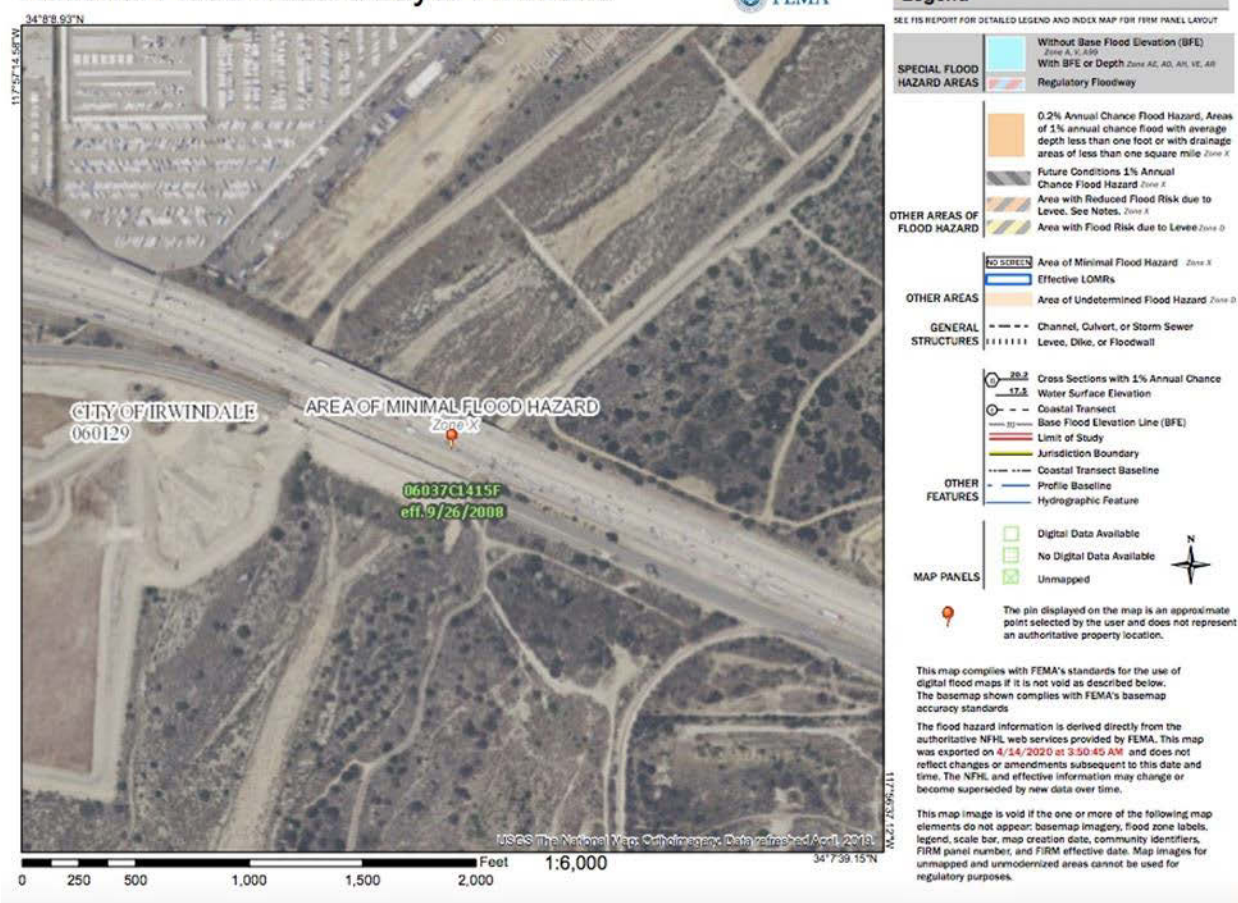 FEMA
Legend
34°8'8.93"N
117°57'14.58"W
SEE FIS REPORT FOR DETAILED LEGEND AND INDEX MAP FOR FIRM PANEL LAYOUT
SPECIAL FLOOD
HAZARD AREAS
Without Base Flood Elevation (BFE)
Zone A, V, A99
With BFE or Depth Zone AE, AO, AH, VE, AR
Regulatory Floodway
0.2% Annual Chance Flood Hazard, Areas
of 1% annual chance flood with average
depth less than one foot or with drainage
areas of less than one square mile Zone X
Future Conditions 1% Annual
Chance Flood Hazard Zone X
Area with Reduced Flood Risk due to
Levee. See Notes. Zone X
Area with Flood Risk due to Levee Zone D
OTHER AREAS OF
FLOOD HAZARD
NO SCREEN Area of Minimal Flood Hazard Zone X
Effective LOMRs
OTHER AREAS
Area of Undetermined Flood Hazard Zone D
GENERAL
STRUCTURES
Channel, Culvert, or Storm Sewer
Levee, Dike, or Floodwall
20.2 Cross Sections with 1% Annual Chance
17.5 Water Surface Elevation
Coastal Transect
Base Flood Elevation Line (BFE)
Limit of Study
Jurisdiction Boundary
Coastal Transect Baseline
OTHER
FEATURES
Profile Baseline
Hydrographic Feature
Digital Data Available
No Digital Data Available
MAP PANELS
Unmapped
N
The pin displayed on the map is an approximate
point selected by the user and does not represent
an authoritative property location.
This map complies with FEMA's standards for the use of
digital flood maps if it is not void as described below.
The basemap shown complies with FEMA's basemap
accuracy standards
The flood hazard information is derived directly from the
authoritative NFHL web services provided by FEMA. This map
was exported on 4/14/2020 at 3:50:45 AM and does not
reflect changes or amendments subsequent to this date and
time. The NFHL and effective information may change or
become superseded by new data over time.
This map image is void if the one or more of the following map
elements do not appear: basemap imagery, flood zone labels,
legend, scale bar, map creation date, community identifiers,
FIRM panel number, and FIRM effective date. Map images for
unmapped and unmodernized areas cannot be used for
regulatory purposes.
CITY OF IRWINDALE
060129
AREA OF MINIMAL FLOOD HAZARD
Zone X
06037C1415F
eff. 9/26/2008
USGS The National Map: Orthoimagery. Data refreshed April, 2019.
117°56'37.12"W
34°7'39.15"N
Feet
1:6,000
0 250 500 1,000 1,500 2,000